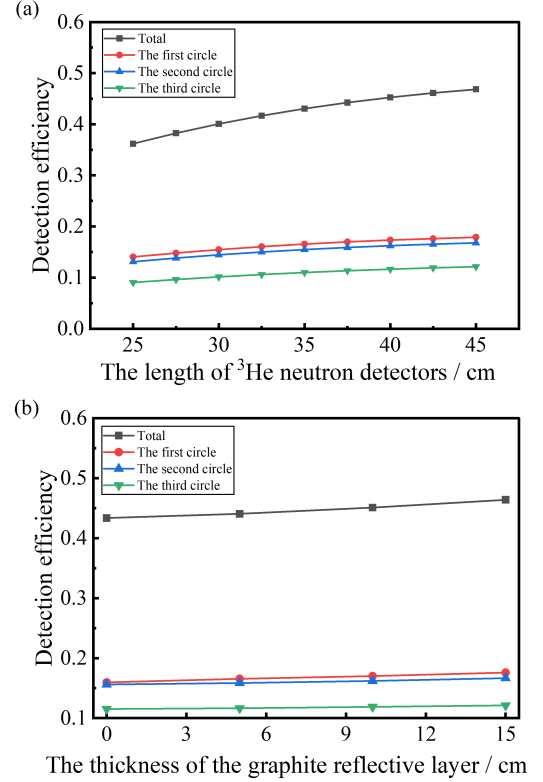 (a)
0.6
0.5
0.4
0.3
0.2
0.1
0.0
Detection efficiency
Total
The first circle
The second circle
The third circle
25 30 35 40 45
The length of ³He neutron detectors / cm
(b)
0.6
0.5
0.4
0.3
0.2
0.1
Detection efficiency
Total
The first circle
The second circle
The third circle
0 3 6 9 12 15
The thickness of the graphite reflective layer / cm